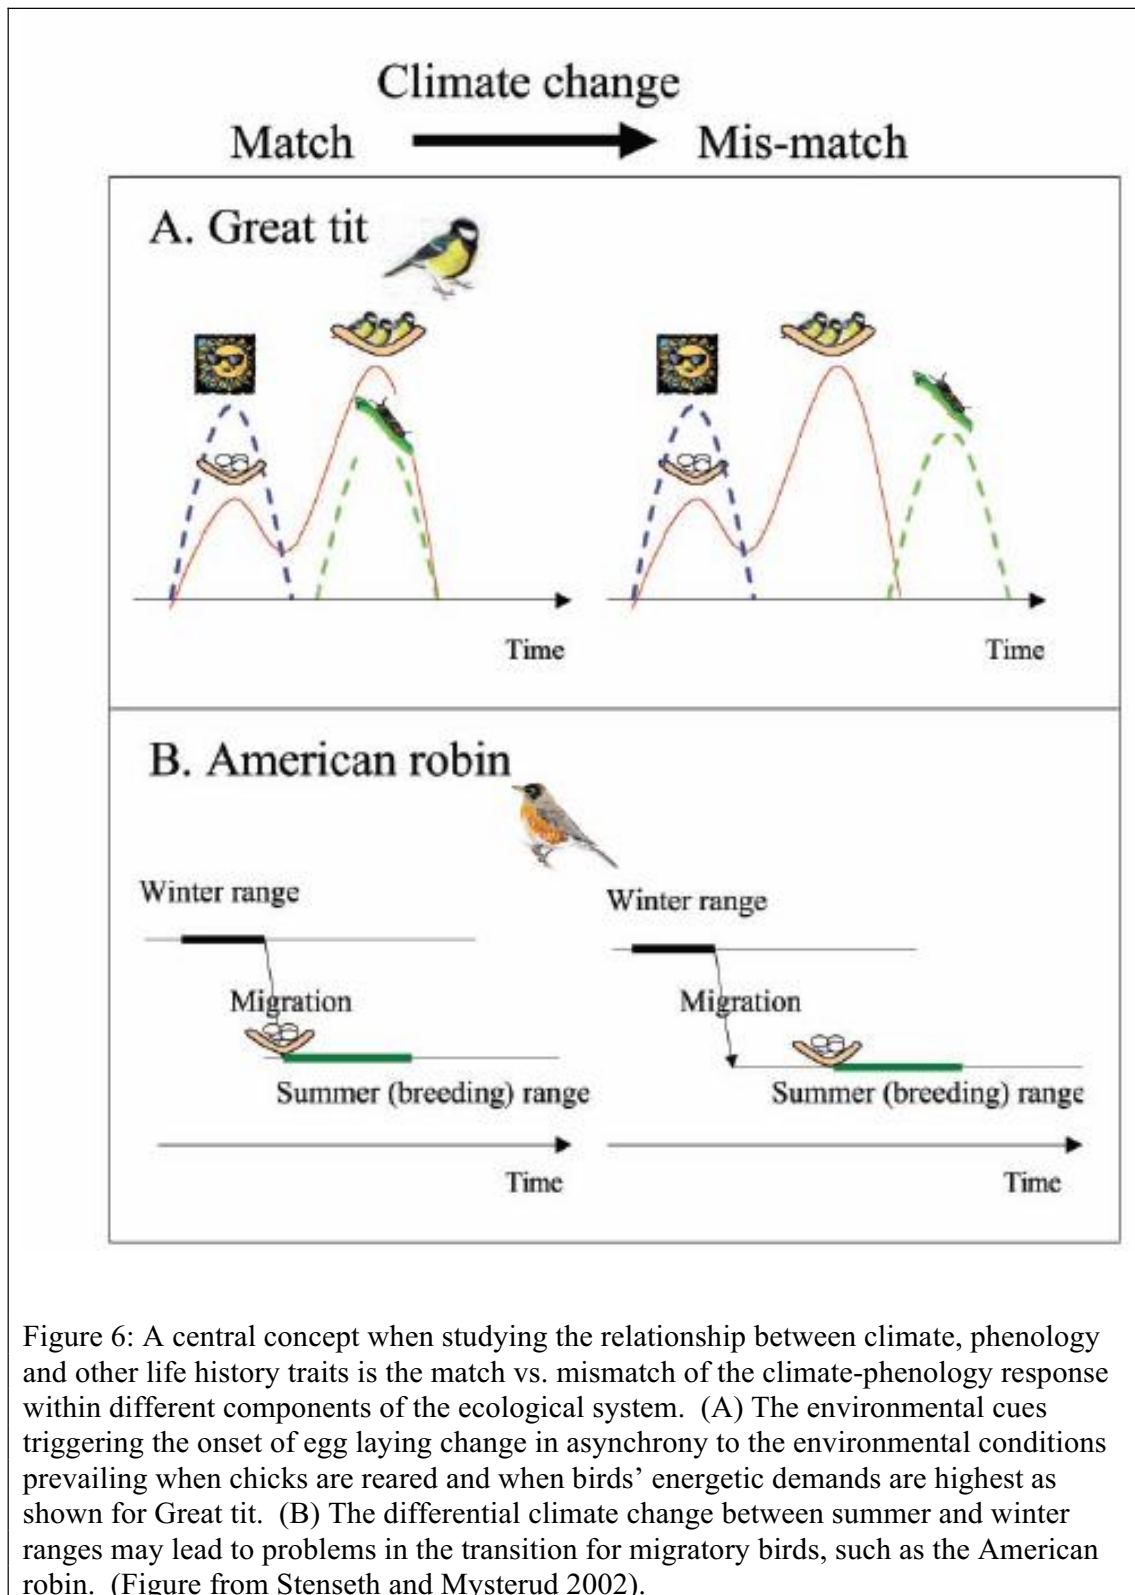 Climate change
Match Mis-match
A. Great tit
Time Time
B. American robin
Winter range Winter range
Migration Migration
Summer (breeding) range Summer (breeding) range
Time Time
Figure 6: A central concept when studying the relationship between climate, phenology
and other life history traits is the match vs. mismatch of the climate-phenology response
within different components of the ecological system.  (A) The environmental cues
triggering the onset of egg laying change in asynchrony to the environmental conditions
prevailing when chicks are reared and when birds’ energetic demands are highest as
shown for Great tit.  (B) The differential climate change between summer and winter
ranges may lead to problems in the transition for migratory birds, such as the American
robin.  (Figure from Stenseth and Mysterud 2002).